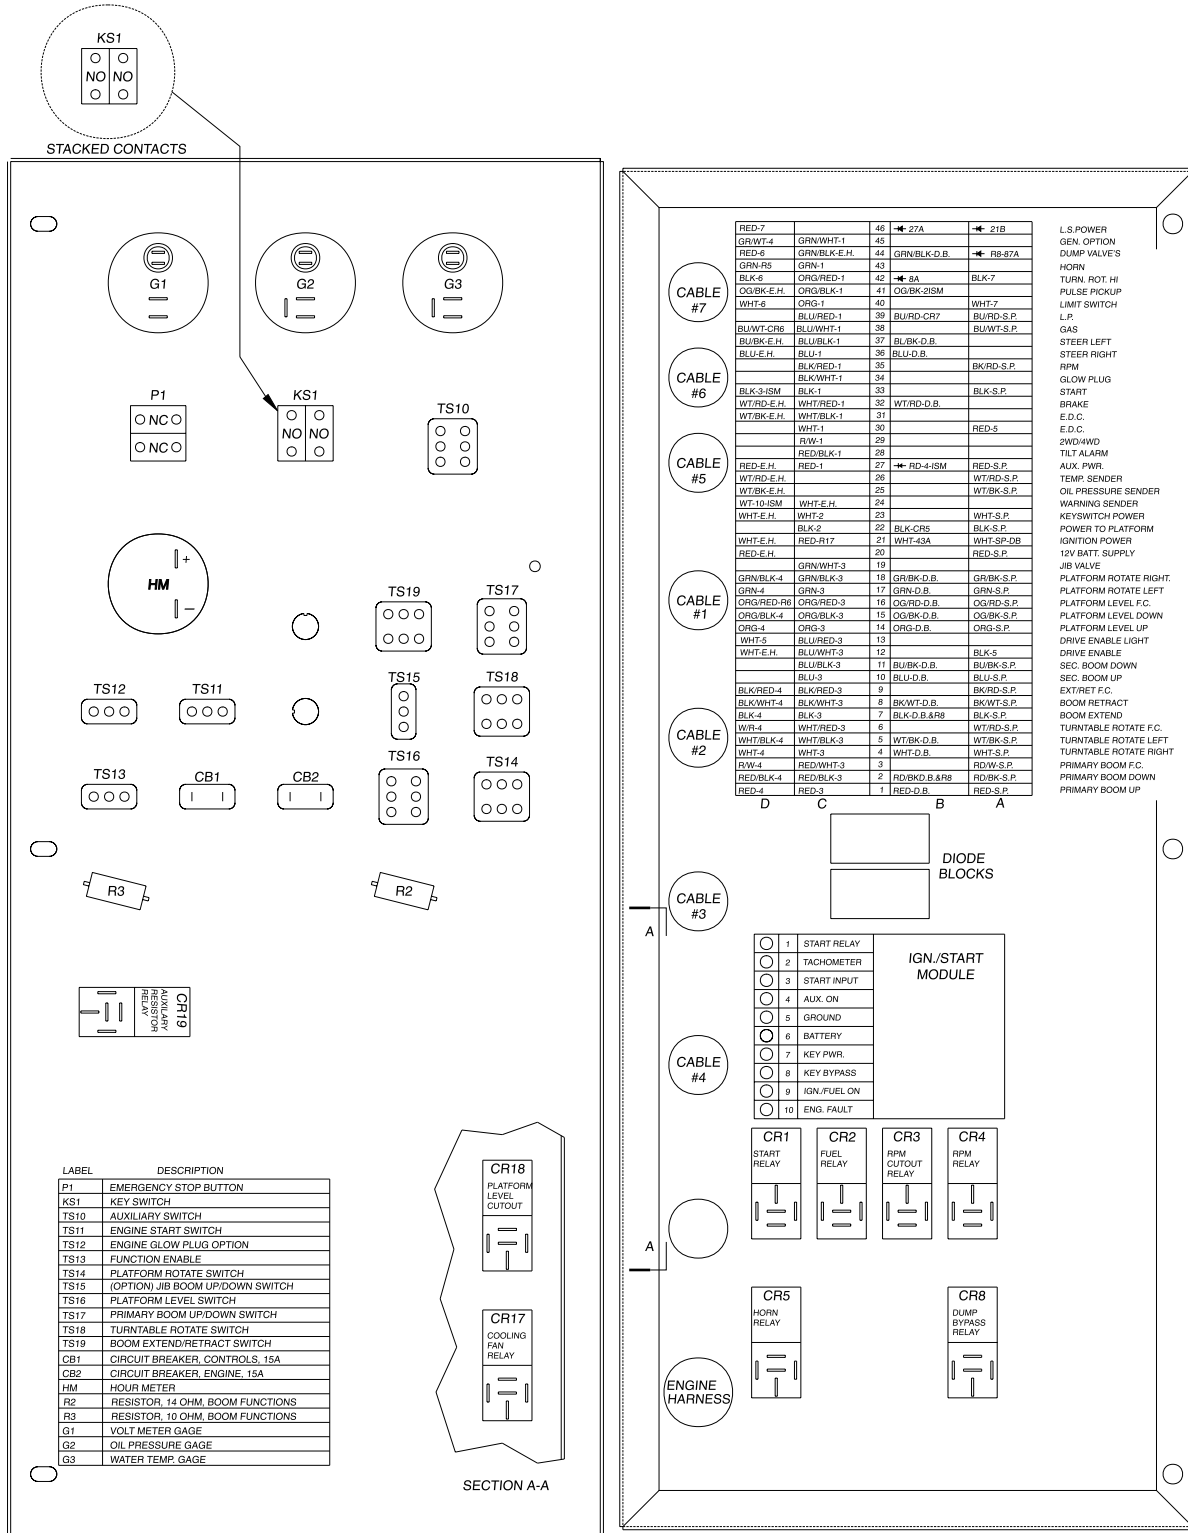 KS1
NO NO
STACKED CONTACTS
G1 G2 G3
P1 KS1 TS10
NC
NC
NO NO
HM + –
TS19 TS17
TS12 TS11 TS15 TS18
TS13 CB1 CB2 TS16 TS14
R3 R2
CR19
AUXILARY
RESISTOR
RELAY
LABEL DESCRIPTION
P1 EMERGENCY STOP BUTTON
KS1 KEY SWITCH
TS10 AUXILIARY SWITCH
TS11 ENGINE START SWITCH
TS12 ENGINE GLOW PLUG OPTION
TS13 FUNCTION ENABLE
TS14 PLATFORM ROTATE SWITCH
TS15 (OPTION) JIB BOOM UP/DOWN SWITCH
TS16 PLATFORM LEVEL SWITCH
TS17 PRIMARY BOOM UP/DOWN SWITCH
TS18 TURNTABLE ROTATE SWITCH
TS19 BOOM EXTEND/RETRACT SWITCH
CB1 CIRCUIT BREAKER, CONTROLS, 15A
CB2 CIRCUIT BREAKER, ENGINE, 15A
HM HOUR METER
R2 RESISTOR, 14 OHM, BOOM FUNCTIONS
R3 RESISTOR, 10 OHM, BOOM FUNCTIONS
G1 VOLT METER GAGE
G2 OIL PRESSURE GAGE
G3 WATER TEMP. GAGE
CR18
PLATFORM
LEVEL
CUTOUT
CR17
COOLING
FAN
RELAY
SECTION A-A
CABLE
#7
CABLE
#6
CABLE
#5
CABLE
#1
CABLE
#2
CABLE
#3
CABLE
#4
ENGINE
HARNESS
A
A
RED-7 46 27A 21B L.S.POWER
GR/WT-4 GRN/WHT-1 45 GEN. OPTION
RED-6 GRN/BLK-E.H. 44 GRN/BLK-D.B. R8-87A DUMP VALVE'S
GRN-R5 GRN-1 43 HORN
BLK-6 ORG/RED-1 42 8A BLK-7 TURN. ROT. HI
OG/BK-E.H. ORG/BLK-1 41 OG/BK-2ISM PULSE PICKUP
WHT-6 ORG-1 40 WHT-7 LIMIT SWITCH
BLU/RED-1 39 BU/RD-CR7 BU/RD-S.P. L.P.
BU/WT-CR6 BLU/WHT-1 38 BU/WT-S.P. GAS
BU/BK-E.H. BLU/BLK-1 37 BL/BK-D.B. STEER LEFT
BLU-E.H. BLU-1 36 BLU-D.B. STEER RIGHT
BLK/RED-1 35 BK/RD-S.P. RPM
BLK/WHT-1 34 GLOW PLUG
BLK-3-ISM BLK-1 33 BLK-S.P. START
WT/RD-E.H. WHT/RED-1 32 WT/RD-D.B. BRAKE
WT/BK-E.H. WHT/BLK-1 31 E.D.C.
WHT-1 30 RED-5 E.D.C.
R/W-1 29 2WD/4WD
RED/BLK-1 28 TILT ALARM
RED-E.H. RED-1 27 RD-4-ISM RED-S.P. AUX. PWR.
WT/RD-E.H. 26 WT/RD-S.P. TEMP. SENDER
WT/BK-E.H. 25 WT/BK-S.P. OIL PRESSURE SENDER
WT-10-ISM WHT-E.H. 24 WARNING SENDER
WHT-E.H. WHT-2 23 WHT-S.P. KEYSWITCH POWER
BLK-2 22 BLK-CR5 BLK-S.P. POWER TO PLATFORM
WHT-E.H. RED-R17 21 WHT-43A WHT-SP-DB IGNITION POWER
RED-E.H. 20 RED-S.P. 12V BATT. SUPPLY
GRN/WHT-3 19 JIB VALVE
GRN/BLK-4 GRN/BLK-3 18 GR/BK-D.B. GR/BK-S.P. PLATFORM ROTATE RIGHT.
GRN-4 GRN-3 17 GRN-D.B. GRN-S.P. PLATFORM ROTATE LEFT
ORG/RED-R6 ORG/RED-3 16 OG/RD-D.B. OG/RD-S.P. PLATFORM LEVEL F.C.
ORG/BLK-4 ORG/BLK-3 15 OG/BK-D.B. OG/BK-S.P. PLATFORM LEVEL DOWN
ORG-4 ORG-3 14 ORG-D.B. ORG-S.P. PLATFORM LEVEL UP
WHT-5 BLU/RED-3 13 DRIVE ENABLE LIGHT
WHT-E.H. BLU/WHT-3 12 BLK-5 DRIVE ENABLE
BLU/BLK-3 11 BU/BK-D.B. BU/BK-S.P. SEC. BOOM DOWN
BLU-3 10 BLU-D.B. BLU-S.P. SEC. BOOM UP
BLK/RED-4 BLK/RED-3 9 BK/RD-S.P. EXT/RET F.C.
BLK/WHT-4 BLK/WHT-3 8 BK/WT-D.B. BK/WT-S.P. BOOM RETRACT
BLK-4 BLK-3 7 BLK-D.B.&R8 BLK-S.P. BOOM EXTEND
W/R-4 WHT/RED-3 6 WT/RD-S.P. TURNTABLE ROTATE F.C.
WHT/BLK-4 WHT/BLK-3 5 WT/BK-D.B. WT/BK-S.P. TURNTABLE ROTATE LEFT
WHT-4 WHT-3 4 WHT-D.B. WHT-S.P. TURNTABLE ROTATE RIGHT
R/W-4 RED/WHT-3 3 RD/W-S.P. PRIMARY BOOM F.C.
RED/BLK-4 RED/BLK-3 2 RD/BKD.B.&R8 RD/BK-S.P. PRIMARY BOOM DOWN
RED-4 RED-3 1 RED-D.B. RED-S.P. PRIMARY BOOM UP
D C B A
DIODE
BLOCKS
IGN./START
MODULE
1 START RELAY
2 TACHOMETER
3 START INPUT
4 AUX. ON
5 GROUND
6 BATTERY
7 KEY PWR.
8 KEY BYPASS
9 IGN./FUEL ON
10 ENG. FAULT
CR1
START
RELAY
CR2
FUEL
RELAY
CR3
RPM
CUTOUT
RELAY
CR4
RPM
RELAY
CR5
HORN
RELAY
CR8
DUMP
BYPASS
RELAY